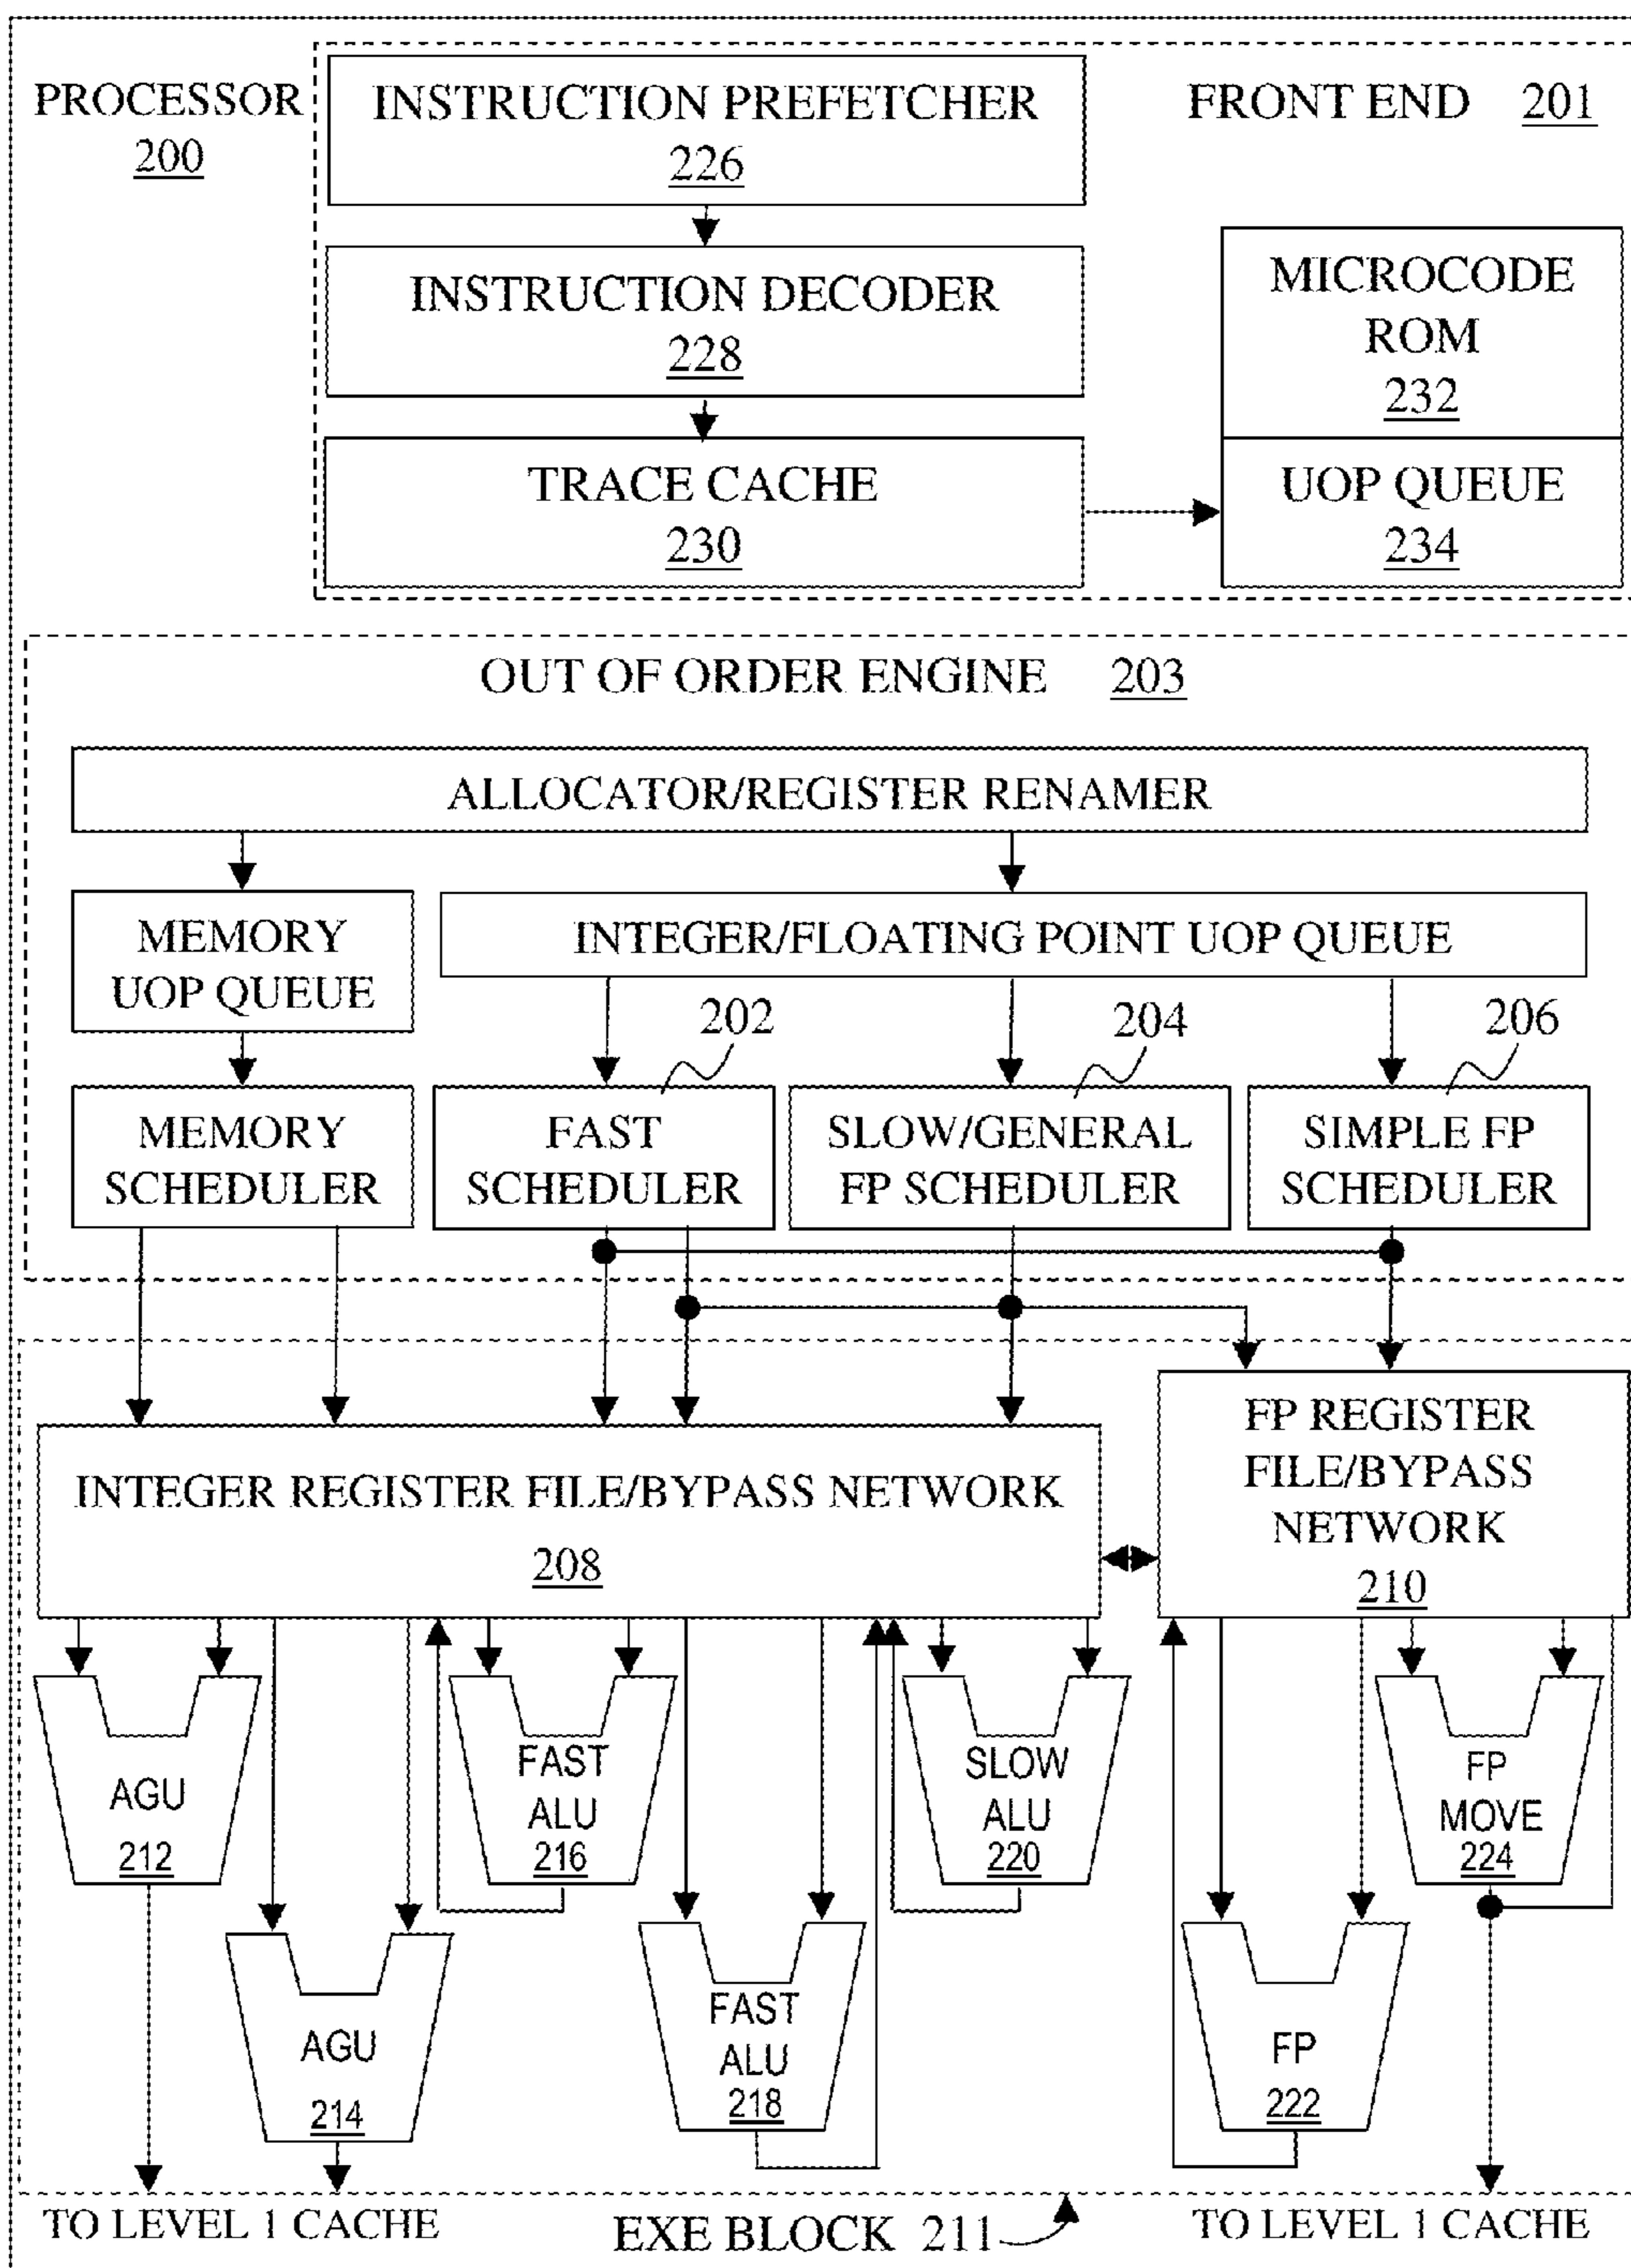 PROCESSOR
200
INSTRUCTION PREFETCHER
226
FRONT END 201
INSTRUCTION DECODER
228
MICROCODE
ROM
232
TRACE CACHE
230
UOP QUEUE
234
OUT OF ORDER ENGINE 203
ALLOCATOR/REGISTER RENAMER
MEMORY
UOP QUEUE
INTEGER/FLOATING POINT UOP QUEUE
202
204
206
MEMORY
SCHEDULER
FAST
SCHEDULER
SLOW/GENERAL
FP SCHEDULER
SIMPLE FP
SCHEDULER
INTEGER REGISTER FILE/BYPASS NETWORK
208
FP REGISTER
FILE/BYPASS
NETWORK
210
AGU
212
FAST
ALU
216
SLOW
ALU
220
FP
MOVE
224
AGU
214
FAST
ALU
218
FP
222
TO LEVEL 1 CACHE
EXE BLOCK 211
TO LEVEL 1 CACHE